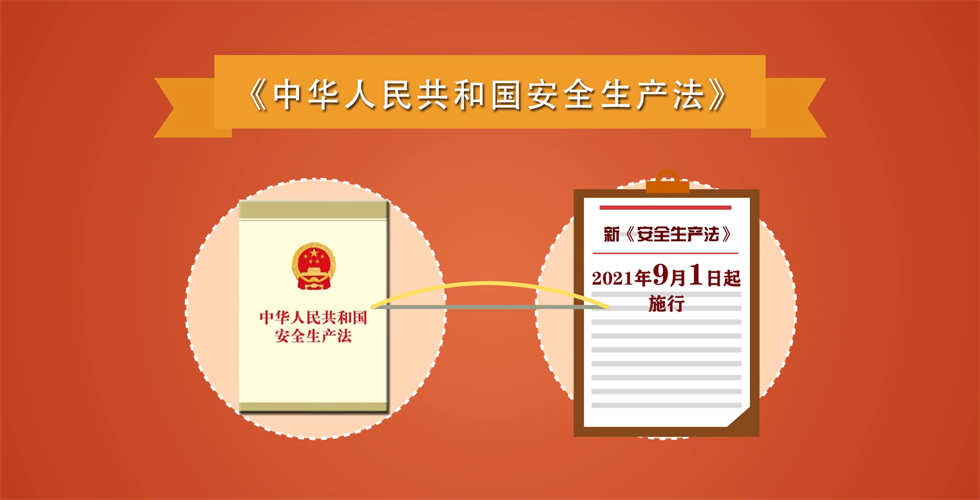 《中华人民共和国安全生产法》
中华人民共和国
安全生产法
新《安全生产法》
2021年9月1日起
施行